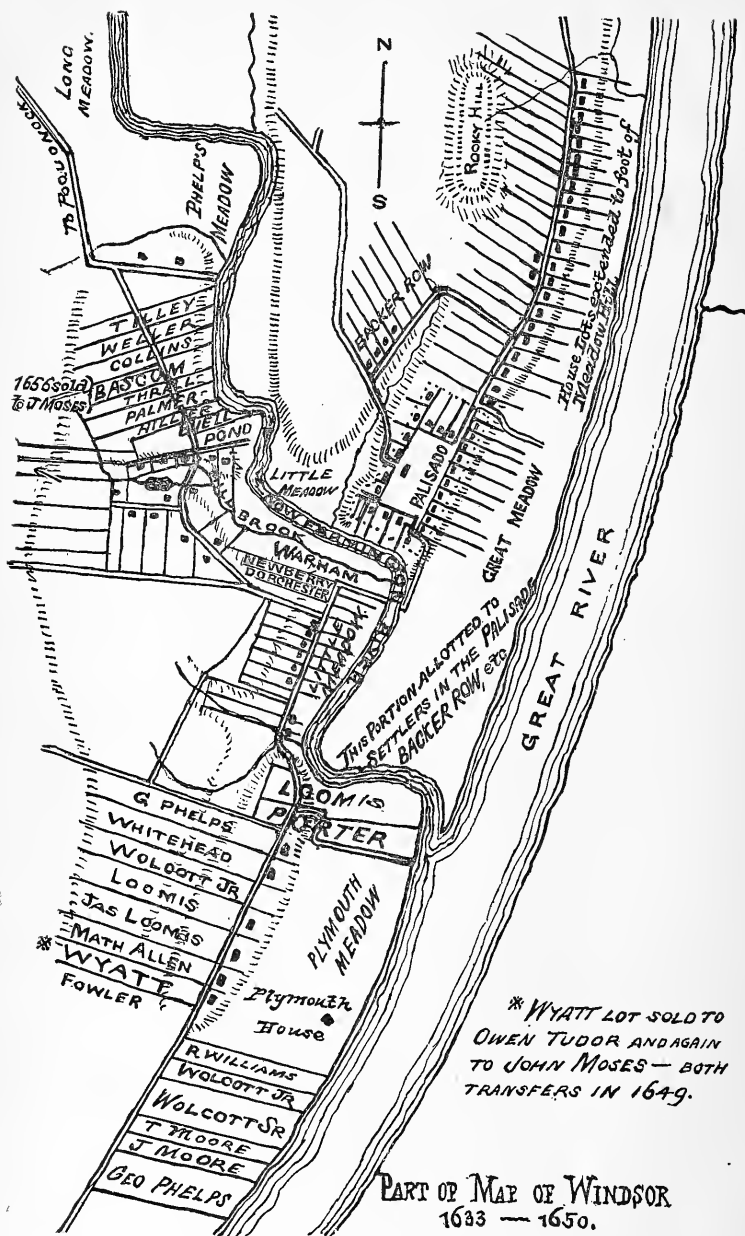 LONG
MEADOW.
TO POQUONOCK
PHELP'S
MEADOW
N
S
ROCKY HILL
House lots extended to foot of
Meadow Hill
BACKER ROW
TILLEY
WELLER
COLLINS
BASCOM
THRALL
PALMER
HILLIER
POND
1656 sold
to J MOSES
LITTLE
MEADOW
PALISADO
GREAT MEADOW
NOW FARMINGTON
RIVER
BROOK
WARHAM
NEWBERRY
DORCHESTER
LITTLE
MEADOW.
THIS PORTION ALLOTTED TO
SETTLERS IN THE PALISADO
BACKER ROW, etc
GREAT RIVER
LOOMIS
PORTER
G PHELPS
WHITEHEAD
WOLCOTT JR
LOOMIS
JAS LOOMIS
MATH ALLEN
* WYATT
FOWLER
PLYMOUTH
MEADOW
Plymouth
House
R WILLIAMS
WOLCOTT JR
WOLCOTT SR
T MOORE
J MOORE
GEO PHELPS
* WYATT LOT SOLD TO
OWEN TUDOR AND AGAIN
TO JOHN MOSES — BOTH
TRANSFERS IN 1649.
PART OF MAP OF WINDSOR
1633 — 1650.